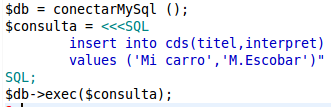 $db = conectarMySql ();
$consulta = <<<SQL
insert into cds(titel,interpret)
values ('Mi carro','M.Escobar')"
SQL;
$db->exec($consulta);